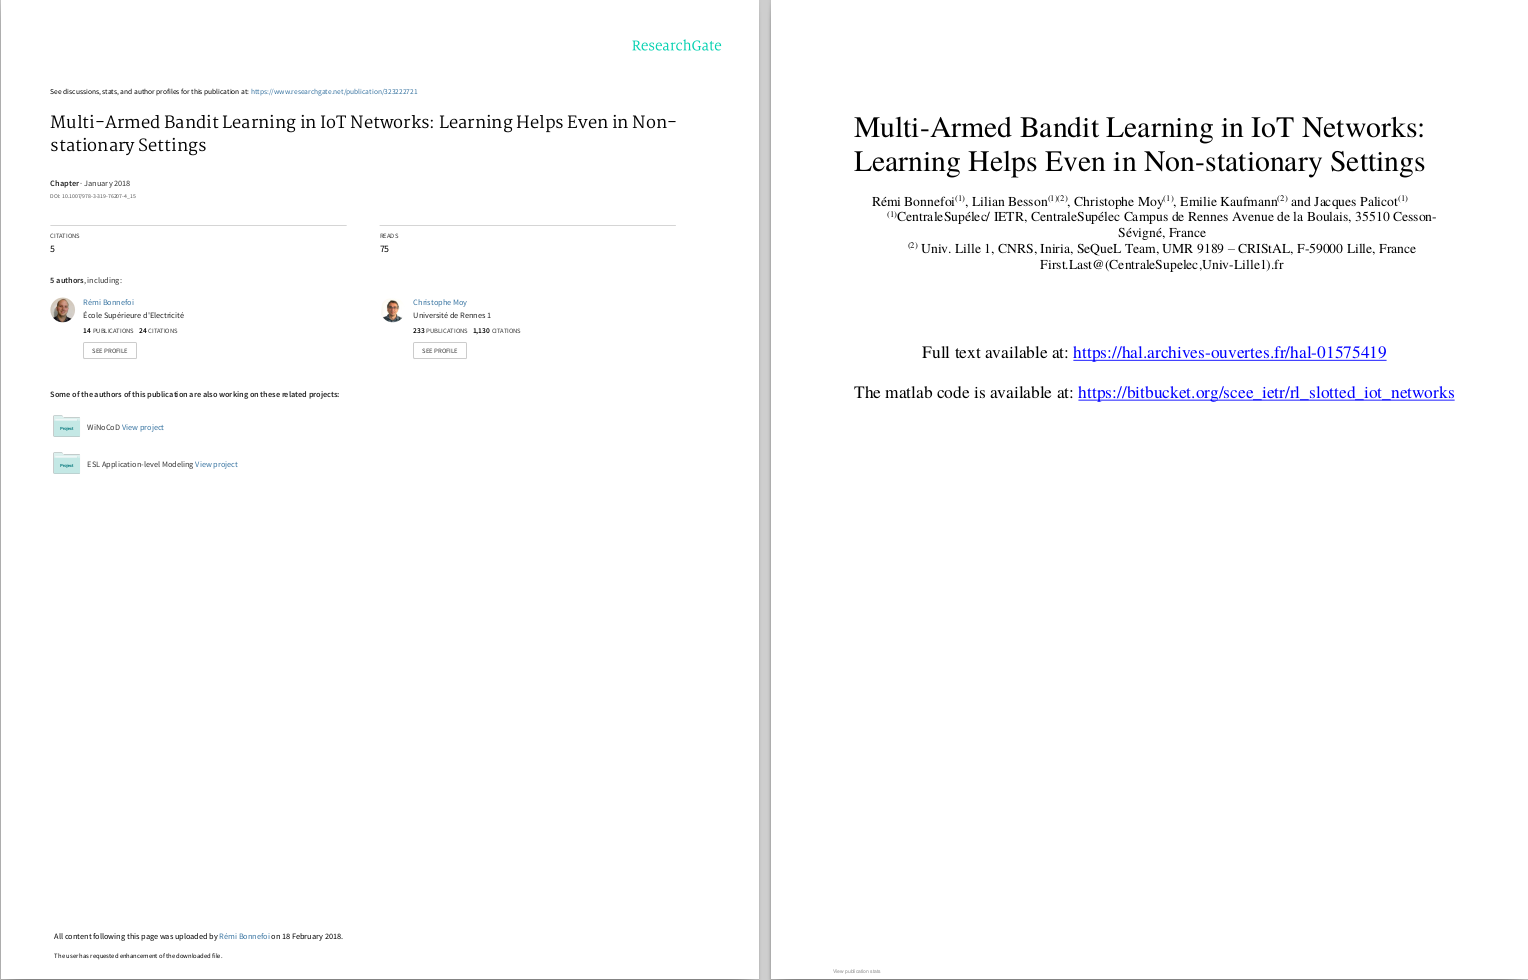 ResearchGate
See discussions, stats, and author profiles for this publication at: https://www.researchgate.net/publication/323222721
Multi-Armed Bandit Learning in IoT Networks: Learning Helps Even in Non-
stationary Settings
Chapter · January 2018
DOI: 10.1007/978-3-319-76207-4_15
CITATIONS
5
READS
75
5 authors, including:
Rémi Bonnefoi
École Supérieure d'Electricité
14 PUBLICATIONS 24 CITATIONS
SEE PROFILE
Christophe Moy
Université de Rennes 1
233 PUBLICATIONS 1,130 CITATIONS
SEE PROFILE
Some of the authors of this publication are also working on these related projects:
Project
WiNoCoD View project
Project
ESL Application-level Modeling View project
All content following this page was uploaded by Rémi Bonnefoi on 18 February 2018.
The user has requested enhancement of the downloaded file.
Multi-Armed Bandit Learning in IoT Networks:
Learning Helps Even in Non-stationary Settings
Rémi Bonnefoi(1), Lilian Besson(1)(2), Christophe Moy(1), Emilie Kaufmann(2) and Jacques Palicot(1)
(1)CentraleSupélec/ IETR, CentraleSupélec Campus de Rennes Avenue de la Boulais, 35510 Cesson-
Sévigné, France
(2) Univ. Lille 1, CNRS, Iniria, SeQueL Team, UMR 9189 – CRIStAL, F-59000 Lille, France
First.Last@(CentraleSupelec,Univ-Lille1).fr
Full text available at: https://hal.archives-ouvertes.fr/hal-01575419
The matlab code is available at: https://bitbucket.org/scee_ietr/rl_slotted_iot_networks
View publication stats